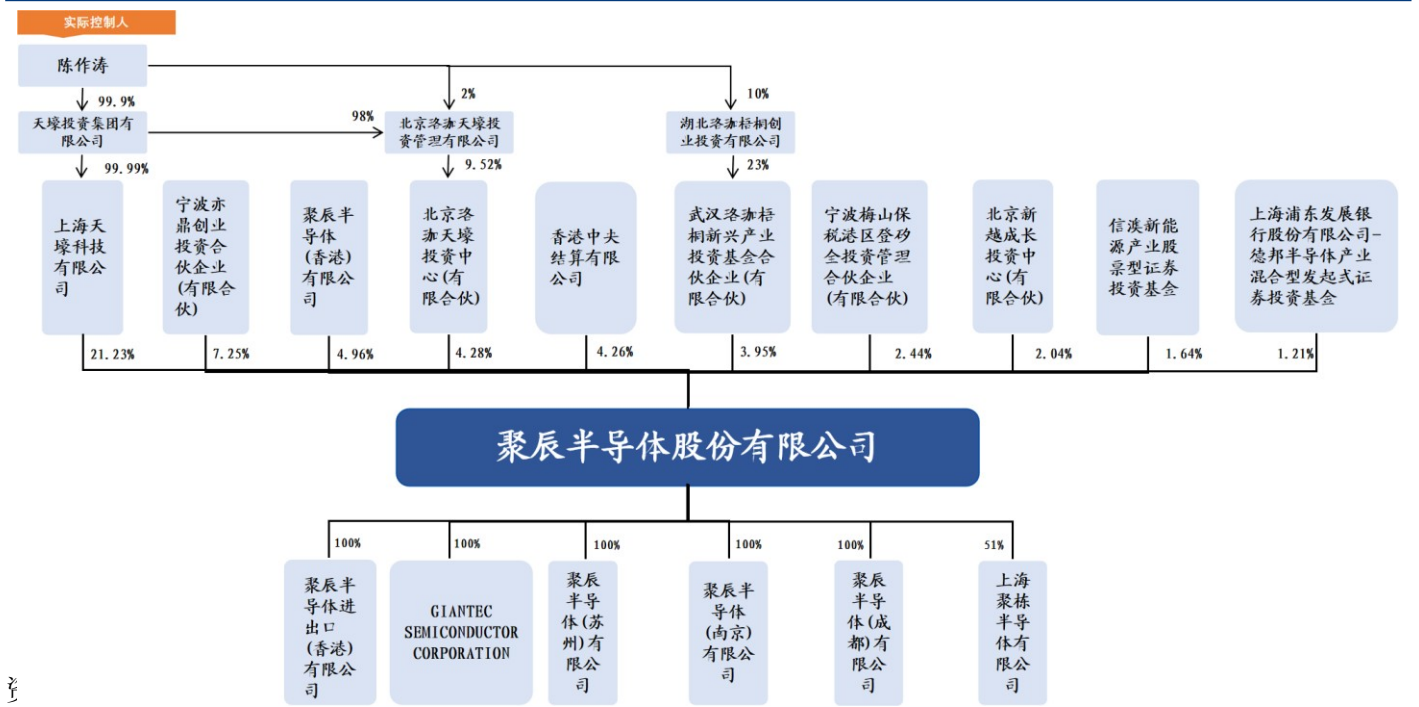 实际控制人
陈作涛
99.9%
2%
10%
天壕投资集团有
限公司
98%
北京珞珈天壕投
资管理有限公司
湖北珞珈梧桐创
业投资有限公司
99.99%
9.52%
23%
上海天
壕科技
有限公
司
宁波亦
鼎创业
投资合
伙企业
(有限合
伙)
聚辰半
导体
(香港)
有限公
司
北京珞
珈天壕
投资中
心(有
限合伙)
香港中央
结算有限
公司
武汉珞珈梧
桐新兴产业
投资基金合
伙企业(有
限合伙)
宁波梅山保
税港区登矽
全投资管理
合伙企业
(有限合伙)
北京新
越成长
投资中
心(有
限合伙)
信澳新能
源产业股
票型证券
投资基金
上海浦东发展银
行股份有限公司-
德邦半导体产业
混合型发起式证
券投资基金
21.23%
7.25%
4.96%
4.28%
4.26%
3.95%
2.44%
2.04%
1.64%
1.21%
聚辰半导体股份有限公司
100%
100%
100%
100%
100%
51%
聚辰半
导体进
出口
(香港)
有限公
司
GIANTEC
SEMICONDUCTOR
CORPORATION
聚辰
半导
体(苏
州)有
限公
司
聚辰半
导体
(南京)
有限公
司
聚辰
半导
体(成
都)有
限公
司
上海
聚栋
半导
体有
限公
司